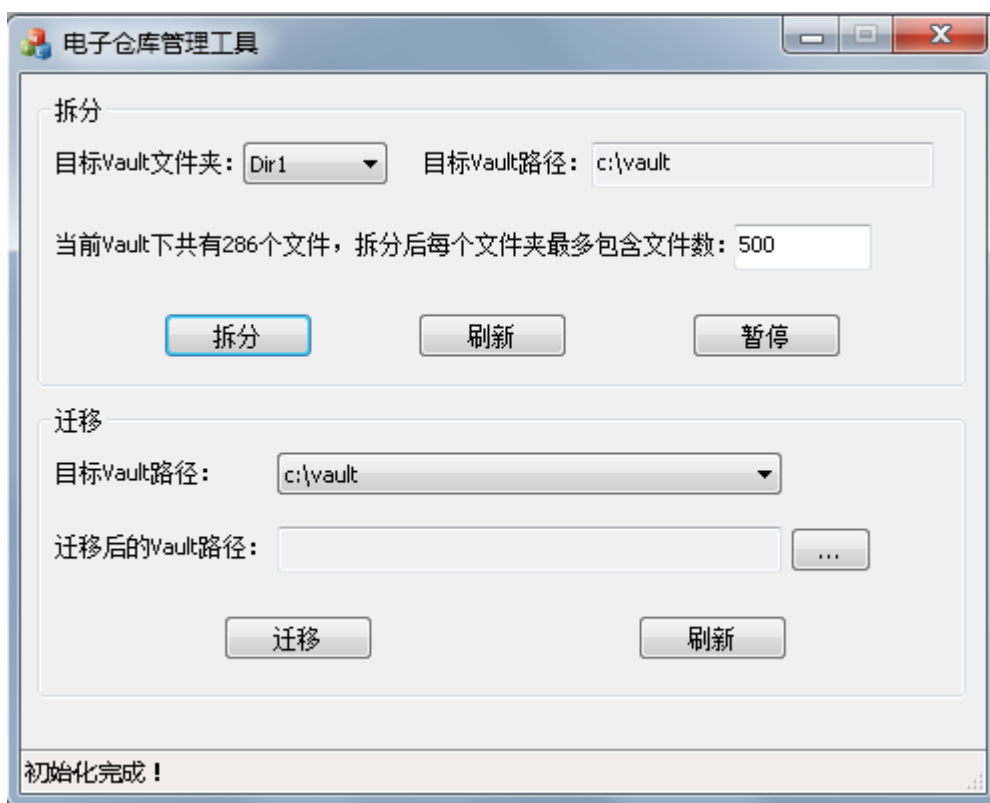 电子仓库管理工具
拆分
目标Vault文件夹: Dir1 目标Vault路径: c:\vault
当前Vault下共有286个文件，拆分后每个文件夹最多包含文件数: 500
拆分 刷新 暂停
迁移
目标Vault路径: c:\vault
迁移后的Vault路径: ...
迁移 刷新
初始化完成！